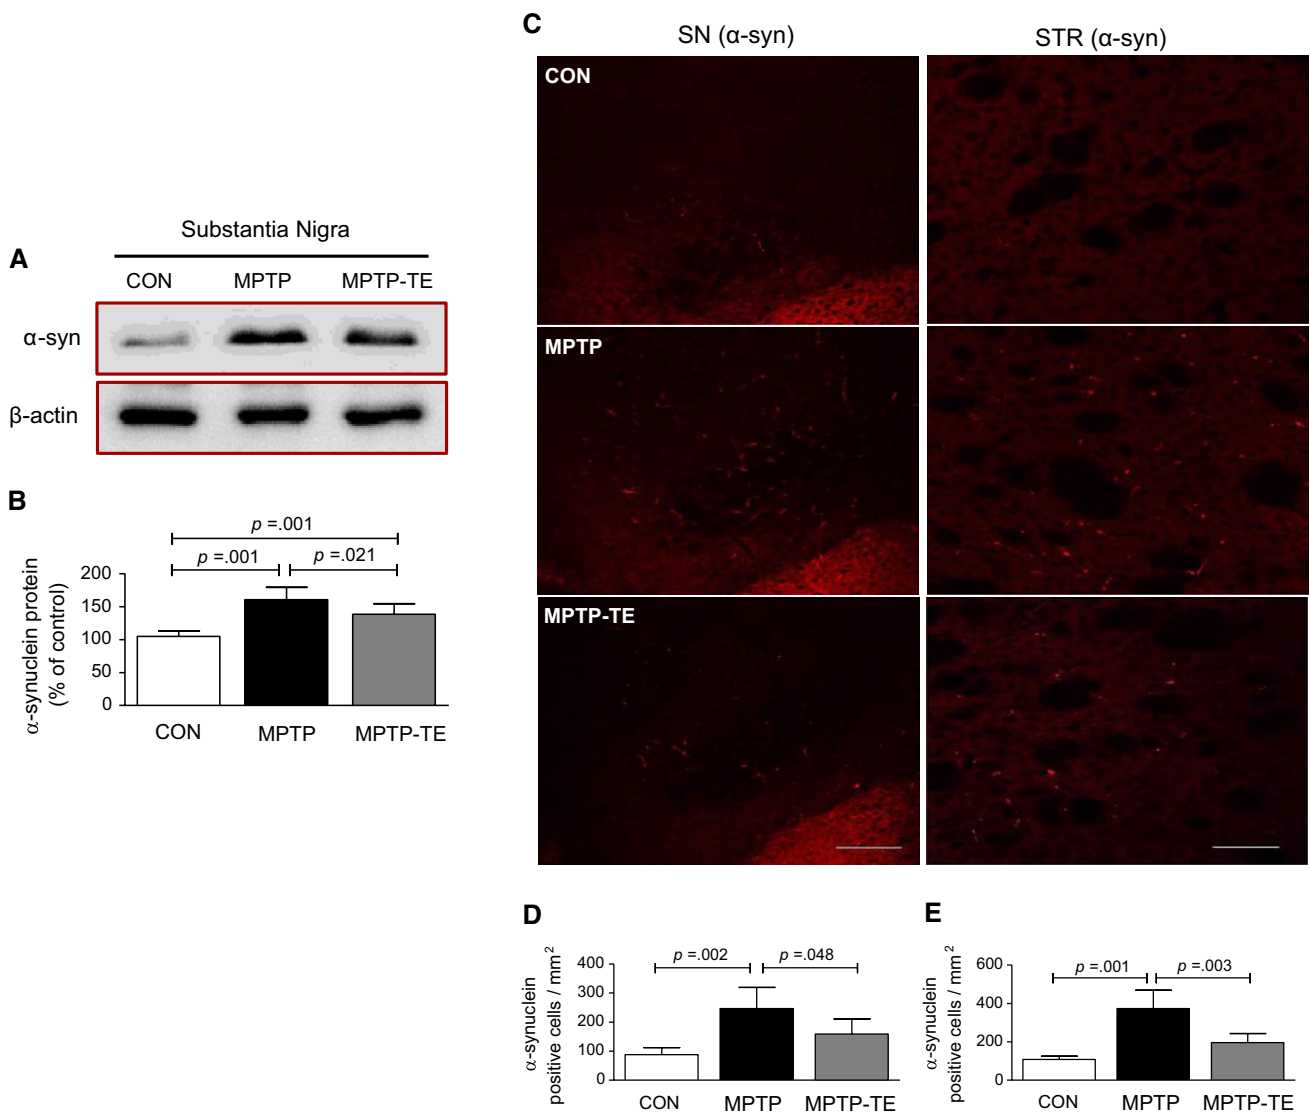 A
Substantia Nigra
CON MPTP MPTP-TE
α-syn
β-actin
B
p =.001
p =.001 p =.021
α-synuclein protein
(% of control)
200
150
100
50
0
CON MPTP MPTP-TE
C
SN (α-syn) STR (α-syn)
CON
MPTP
MPTP-TE
D
p =.002 p =.048
α-synuclein
positive cells / mm²
400
300
200
100
0
CON MPTP MPTP-TE
E
p =.001 p =.003
α-synuclein
positive cells / mm²
600
400
200
0
CON MPTP MPTP-TE